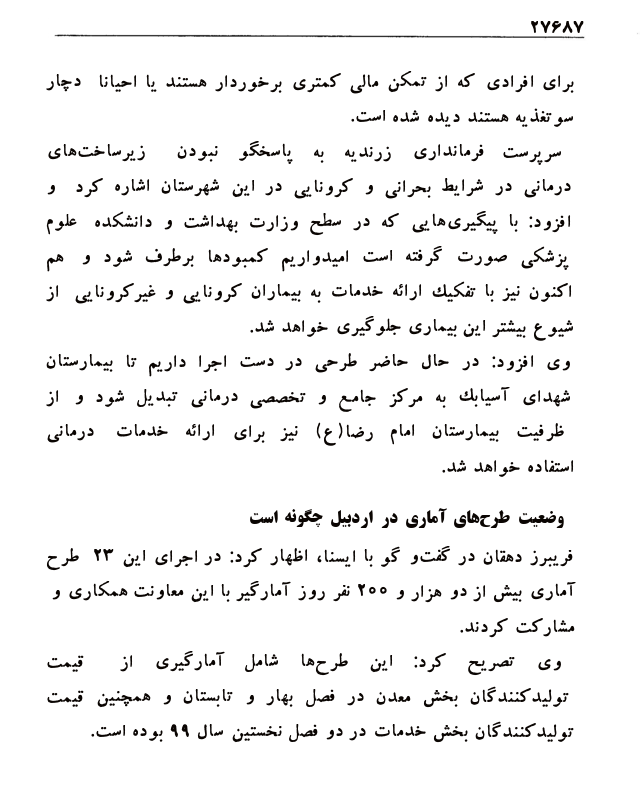 ۲۷۶۸۷
برای افرادی که از تمکن مالی کمتری برخوردار هستند یا احیانا دچار
سوتغذیه هستند دیده شده است.
سرپرست فرمانداری زرندیه به پاسخگو نبودن زیرساخت‌های
درمانی در شرایط بحرانی و کرونایی در این شهرستان اشاره کرد و
افزود: با پیگیری‌هایی که در سطح وزارت بهداشت و دانشکده علوم
پزشکی صورت گرفته است امیدواریم کمبودها برطرف شود و هم
اکنون نیز با تفکیك ارائه خدمات به بیماران کرونایی و غیرکرونایی از
شیوع بیشتر این بیماری جلوگیری خواهد شد.
وی افزود: در حال حاضر طرحی در دست اجرا داریم تا بیمارستان
شهدای آسیابك به مرکز جامع و تخصصی درمانی تبدیل شود و از
ظرفیت بیمارستان امام رضا(ع) نیز برای ارائه خدمات درمانی
استفاده خواهد شد.
وضعیت طرح‌های آماری در اردبیل چگونه است
فریبرز دهقان در گفت‌و گو با ایسنا، اظهار کرد: در اجرای این ۲۳ طرح
آماری بیش از دو هزار و ۲۰۰ نفر روز آمارگیر با این معاونت همکاری و
مشارکت کردند.
وی تصریح کرد: این طرح‌ها شامل آمارگیری از قیمت
تولیدکنندگان بخش معدن در فصل بهار و تابستان و همچنین قیمت
تولیدکنندگان بخش خدمات در دو فصل نخستین سال ۹۹ بوده است.